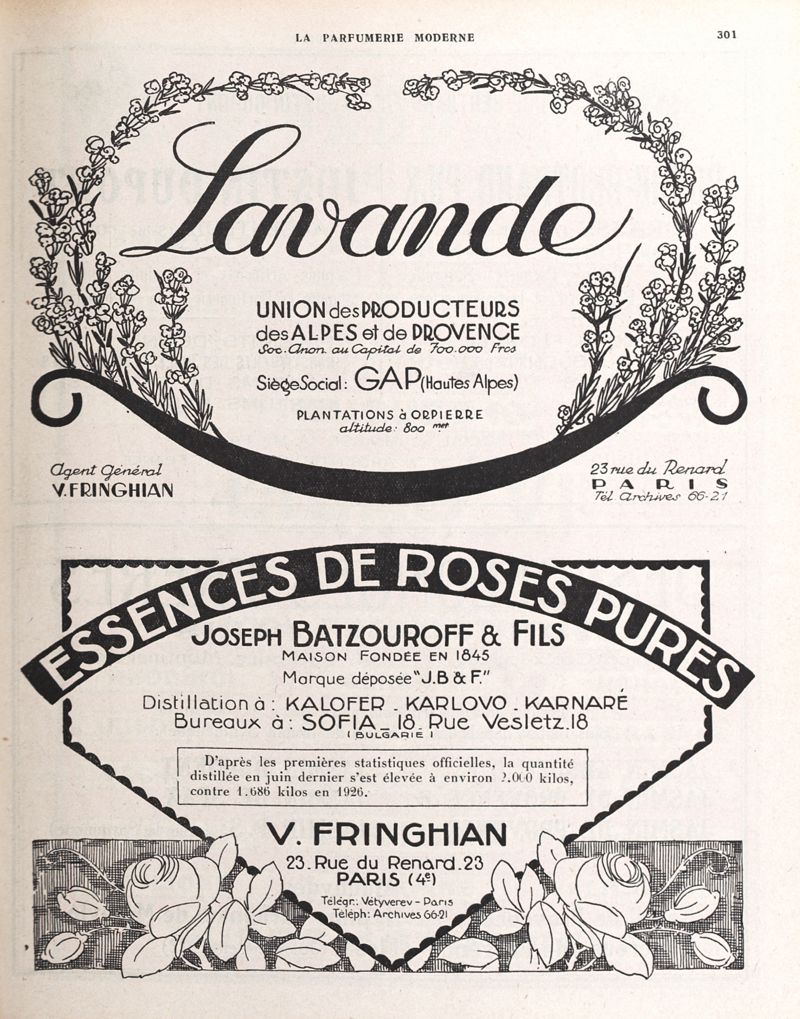 LA PARFUMERIE MODERNE
301
Lavande
UNION des PRODUCTEURS
des ALPES et de PROVENCE
Soc. Anon. au Capital de 700.000 Frcs
Siège Social: GAP (Hautes Alpes)
PLANTATIONS à ORPIERRE
altitude: 800 met
Agent Général
V. FRINGHIAN
23 rue du Renard
PARIS
Tél Archives 66-21
ESSENCES DE ROSES PURES
JOSEPH BATZOUROFF & FILS
MAISON FONDÉE EN 1845
Marque déposée "J.B & F."
Distillation à : KALOFER - KARLOVO - KARNARÉ
Bureaux à : SOFIA _ 18. Rue Vesletz.18
(BULGARIE)
D'après les premières statistiques officielles, la quantité
distillée en juin dernier s'est élevée à environ 2.000 kilos,
contre 1.686 kilos en 1926.
V. FRINGHIAN
23. Rue du Renard. 23
PARIS (4e)
Télégr.: Vétyverev - Paris
Téléph: Archives 66-21